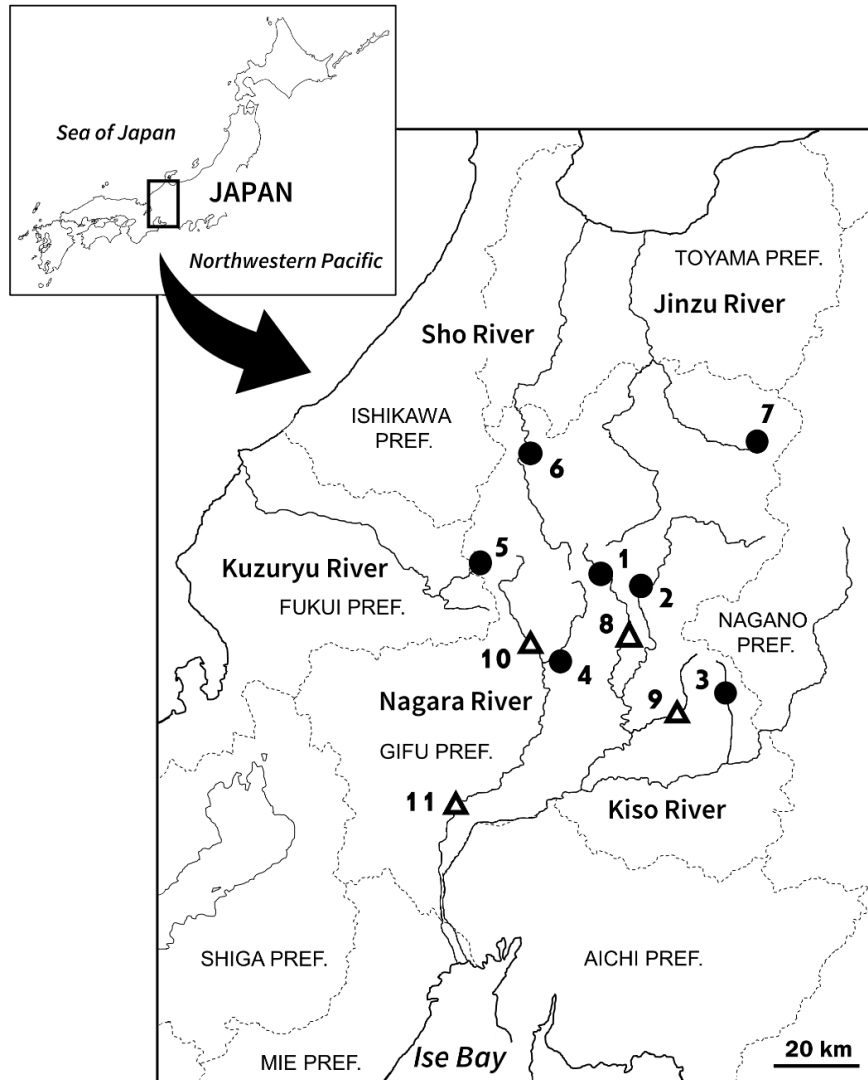 Sea of Japan
JAPAN
Northwestern Pacific
TOYAMA PREF.
Jinzu River
Sho River
ISHIKAWA
PREF.
7
6
5
1
Kuzuryu River
2
FUKUI PREF.
8
NAGANO
PREF.
10
4
3
9
Nagara River
GIFU PREF.
11
Kiso River
SHIGA PREF.
AICHI PREF.
20 km
Ise Bay
MIE PREF.